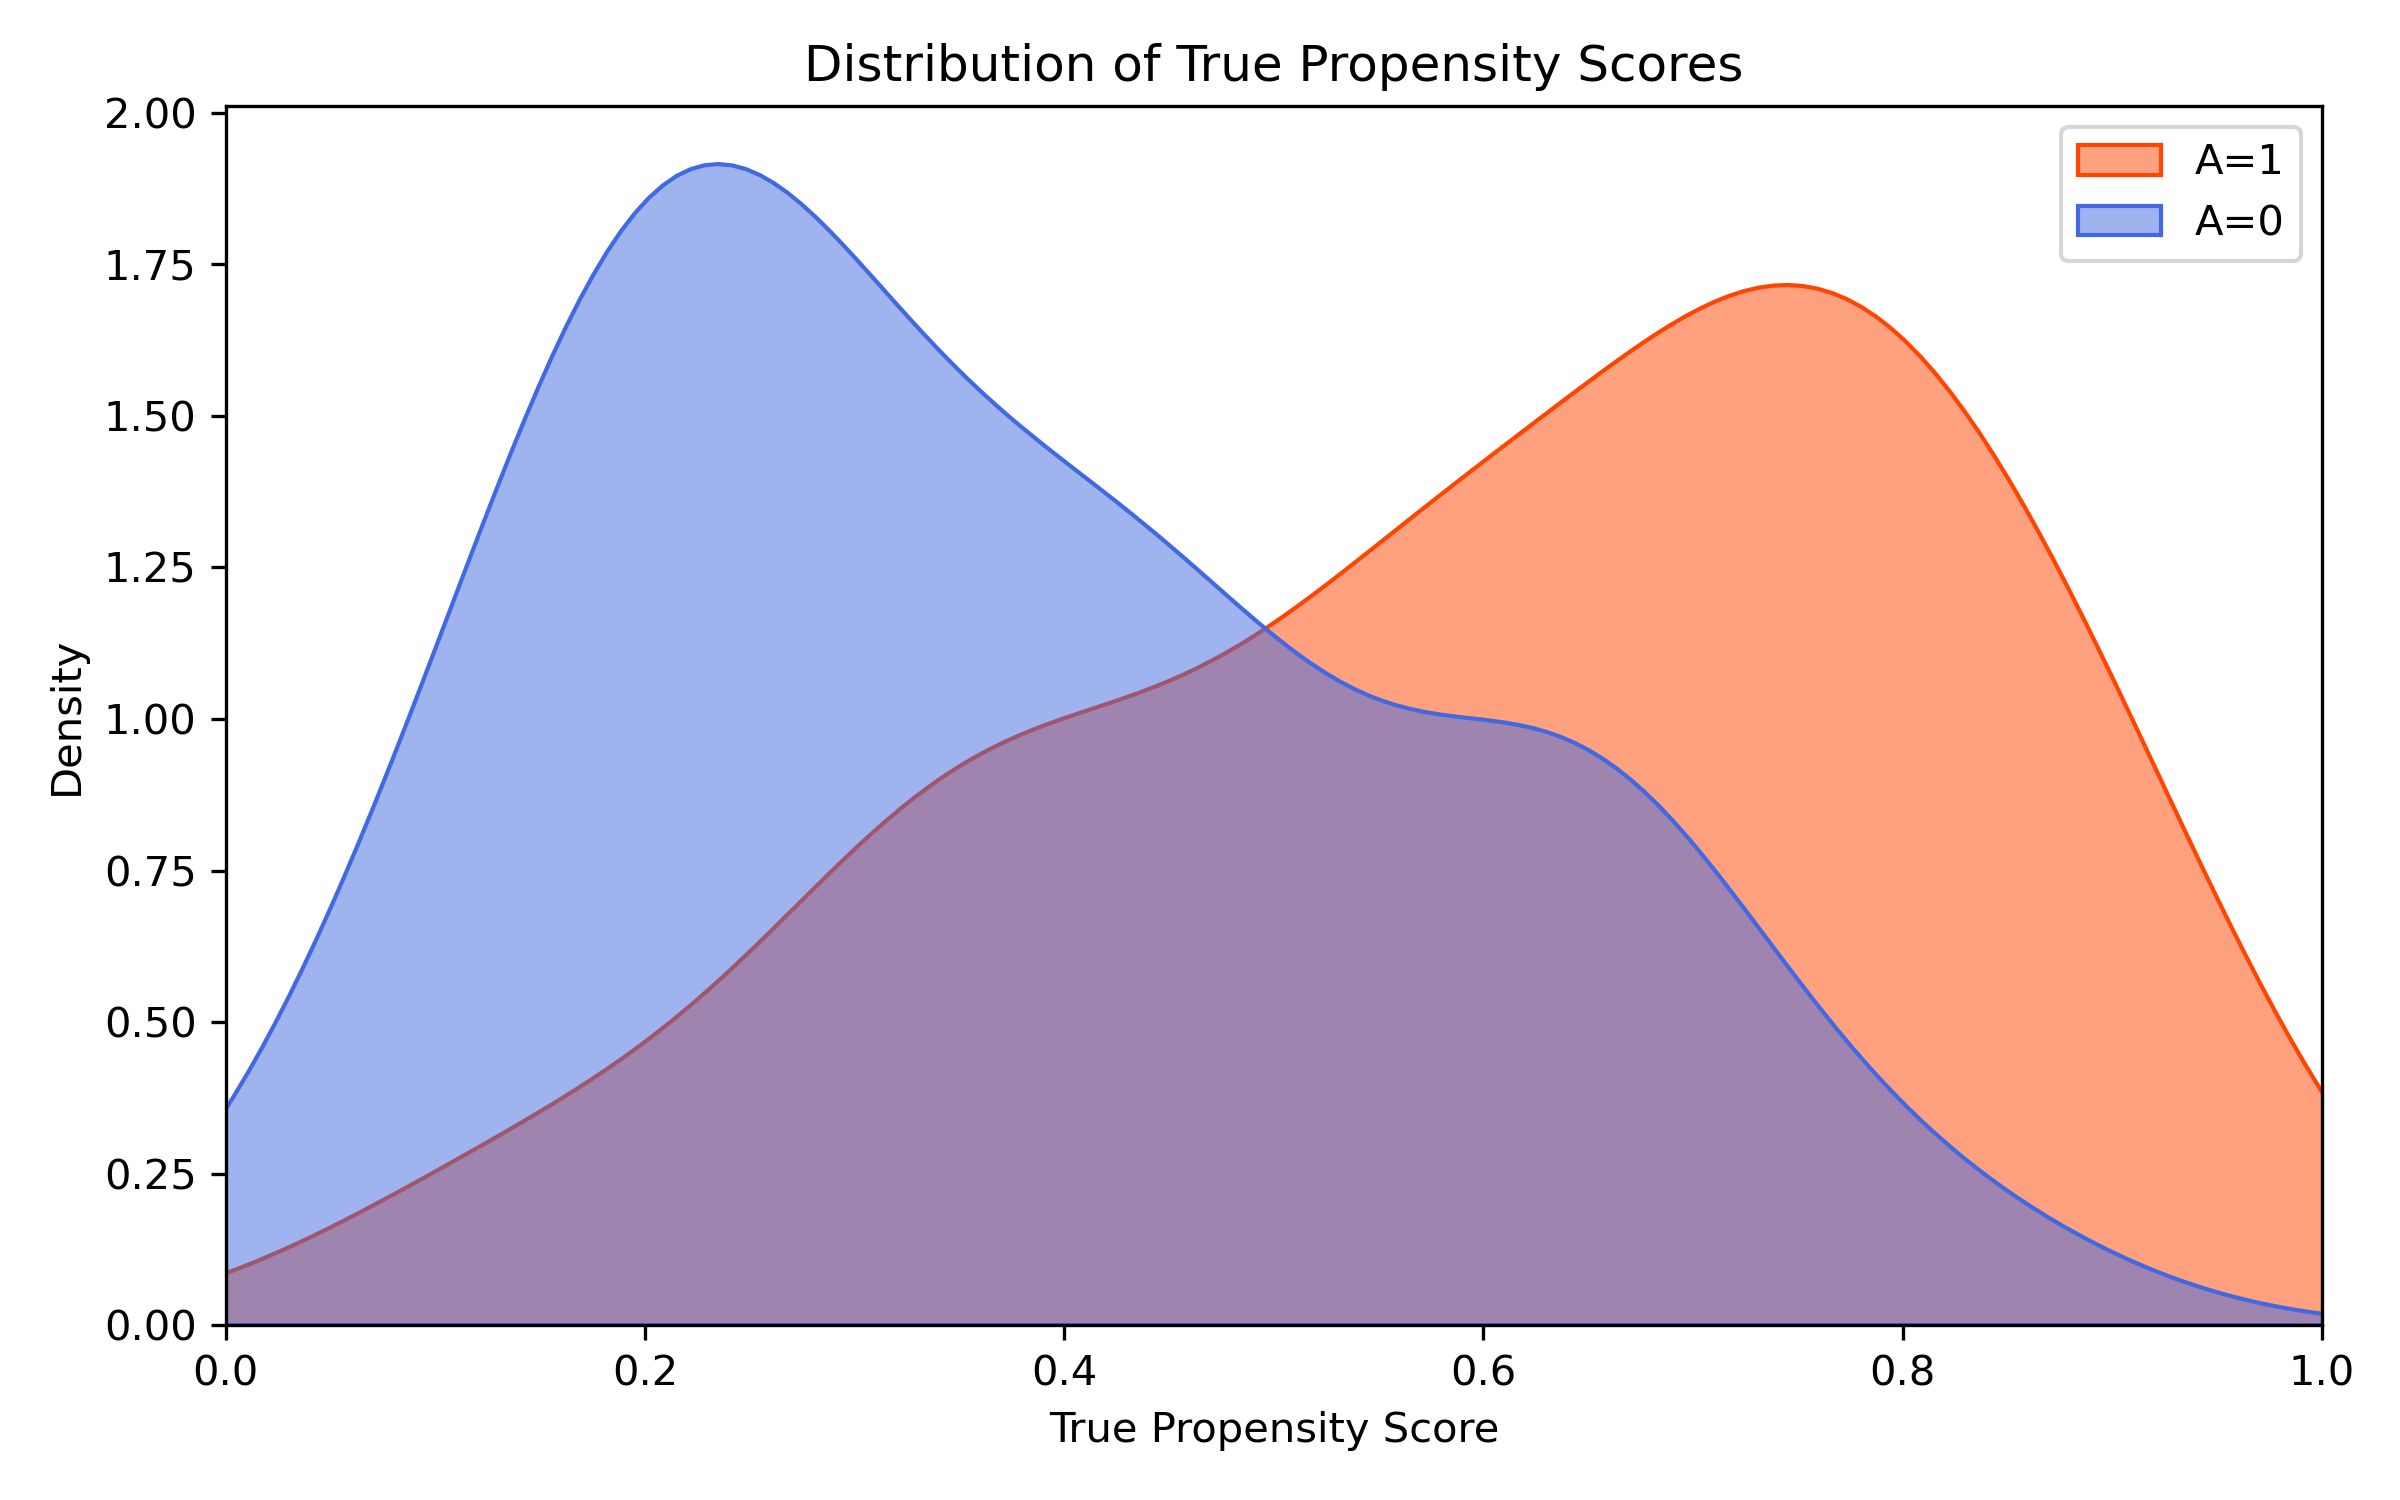 Distribution of True Propensity Scores
A=1
A=0
Density
2.00
1.75
1.50
1.25
1.00
0.75
0.50
0.25
0.00
0.0 0.2 0.4 0.6 0.8 1.0
True Propensity Score